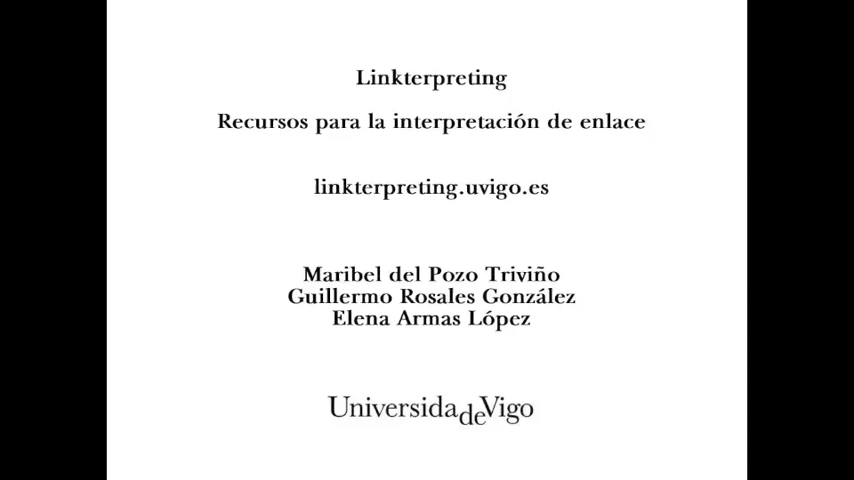 Linkterpreting
Recursos para la interpretación de enlace
linkterpreting.uvigo.es
Maribel del Pozo Triviño
Guillermo Rosales González
Elena Armas López
UniversidadeVigo